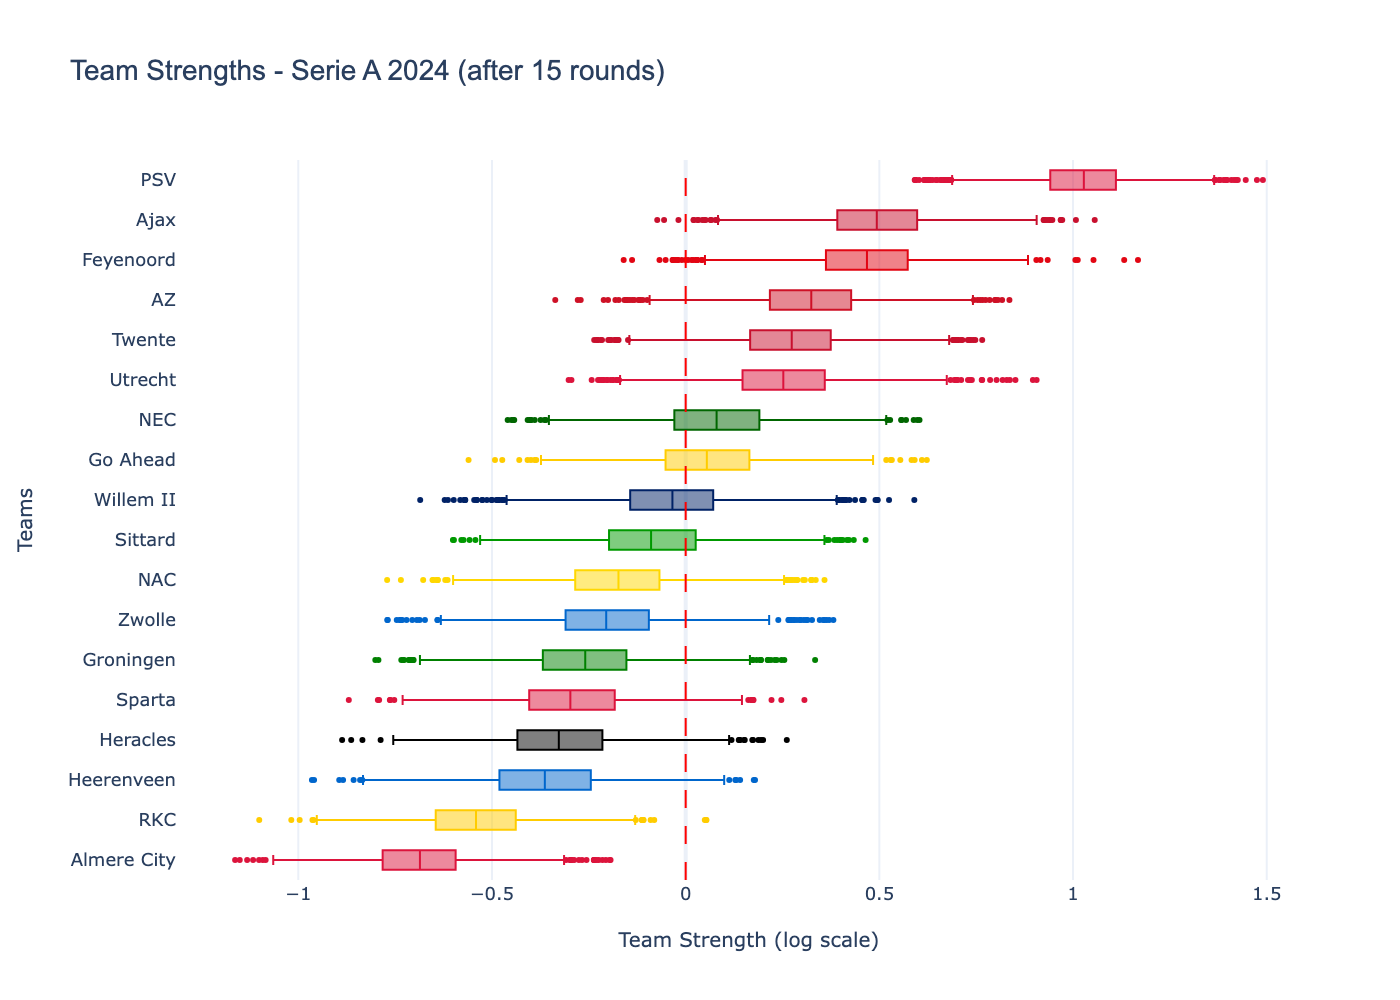 Team Strengths - Serie A 2024 (after 15 rounds)
Teams
PSV
Ajax
Feyenoord
AZ
Twente
Utrecht
NEC
Go Ahead
Willem II
Sittard
NAC
Zwolle
Groningen
Sparta
Heracles
Heerenveen
RKC
Almere City
−1 −0.5 0 0.5 1 1.5
Team Strength (log scale)